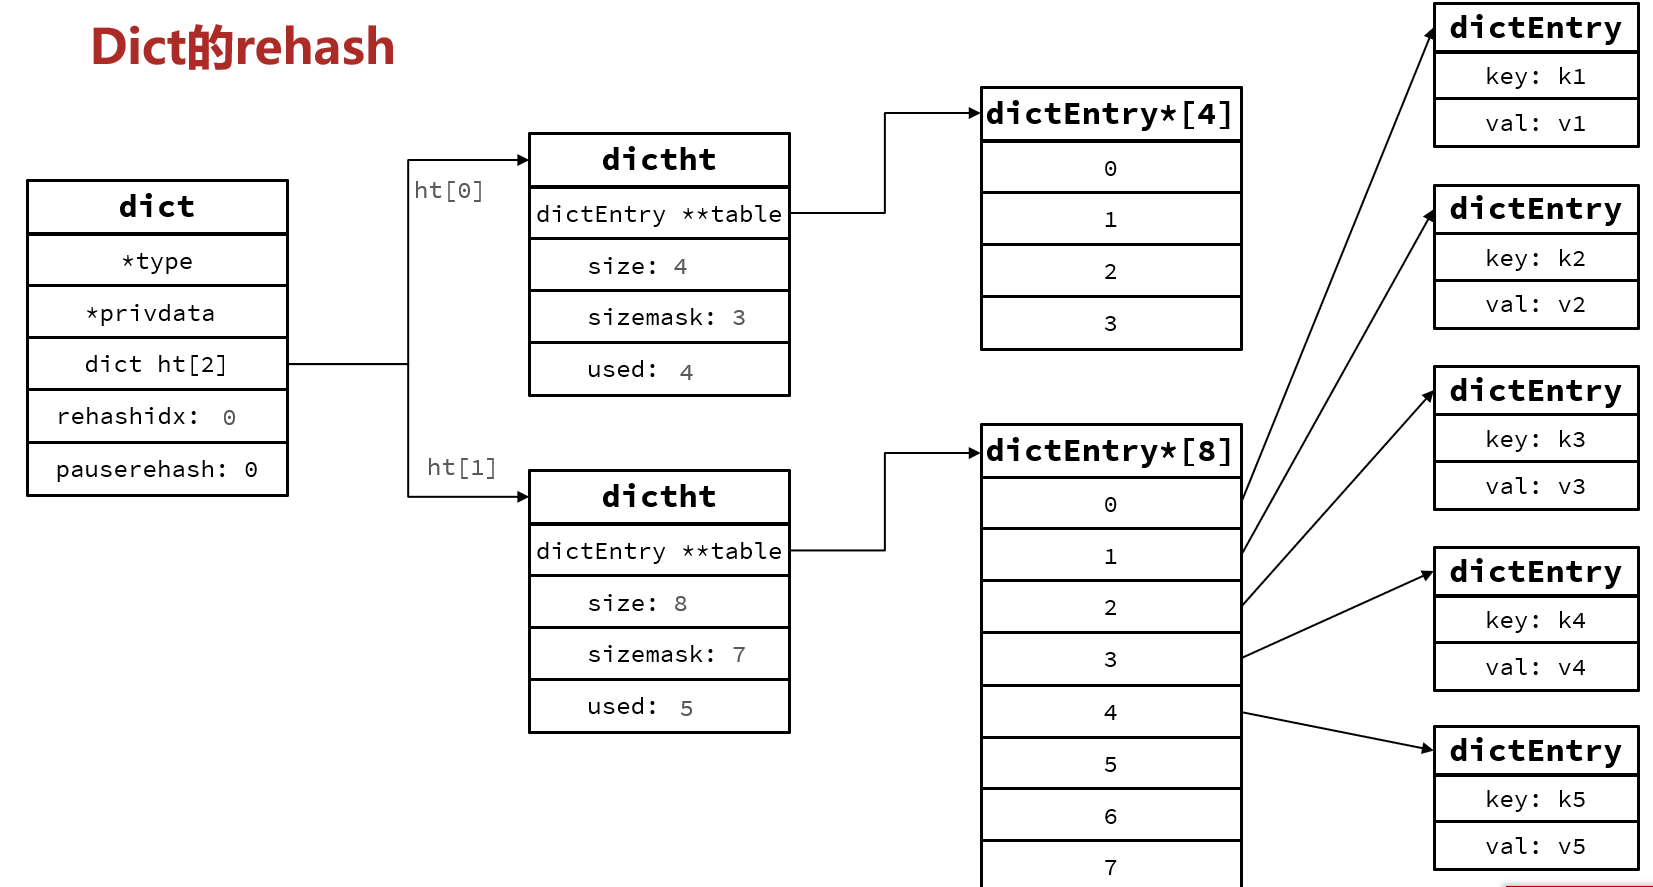 Dict的rehash
dict
*type
*privdata
dict ht[2]
rehashidx: 0
pauserehash: 0
ht[0]
ht[1]
dictht
dictEntry **table
size: 4
sizemask: 3
used: 4
dictht
dictEntry **table
size: 8
sizemask: 7
used: 5
dictEntry*[4]
0
1
2
3
dictEntry*[8]
0
1
2
3
4
5
6
7
dictEntry
key: k1
val: v1
dictEntry
key: k2
val: v2
dictEntry
key: k3
val: v3
dictEntry
key: k4
val: v4
dictEntry
key: k5
val: v5